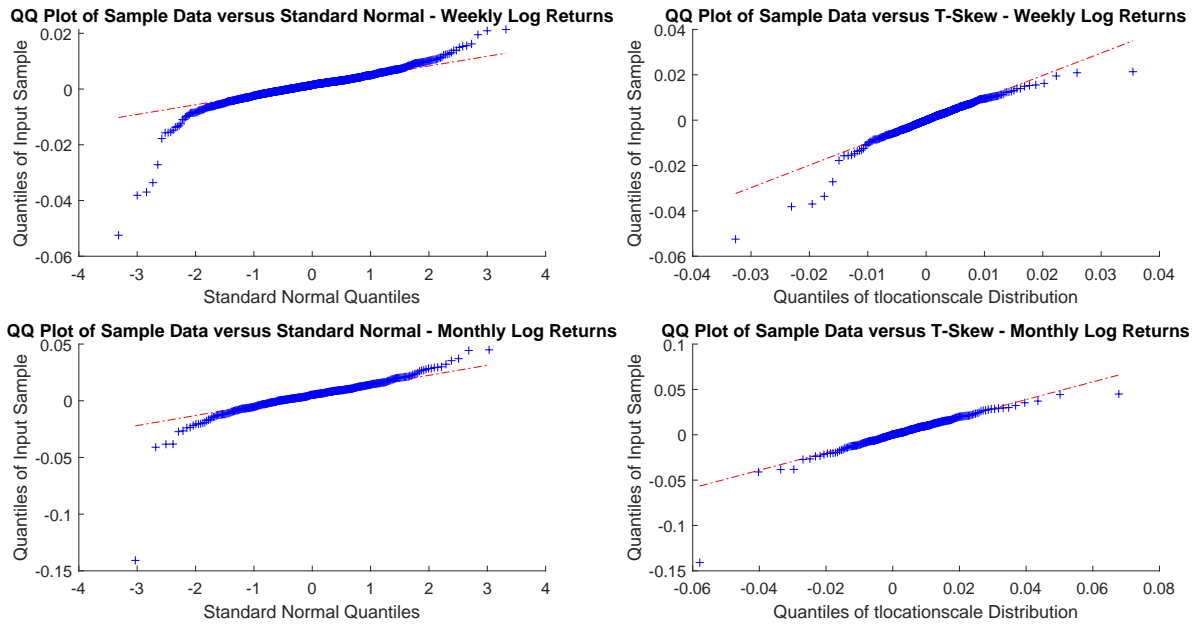 QQ Plot of Sample Data versus Standard Normal - Weekly Log Returns
Quantiles of Input Sample
0.02
0
-0.02
-0.04
-0.06
-4 -3 -2 -1 0 1 2 3 4
Standard Normal Quantiles
QQ Plot of Sample Data versus T-Skew - Weekly Log Returns
Quantiles of Input Sample
0.04
0.02
0
-0.02
-0.04
-0.06
-0.04 -0.03 -0.02 -0.01 0 0.01 0.02 0.03 0.04
Quantiles of tlocationscale Distribution
QQ Plot of Sample Data versus Standard Normal - Monthly Log Returns
Quantiles of Input Sample
0.05
0
-0.05
-0.1
-0.15
-4 -3 -2 -1 0 1 2 3 4
Standard Normal Quantiles
QQ Plot of Sample Data versus T-Skew - Monthly Log Returns
Quantiles of Input Sample
0.1
0.05
0
-0.05
-0.1
-0.15
-0.06 -0.04 -0.02 0 0.02 0.04 0.06 0.08
Quantiles of tlocationscale Distribution